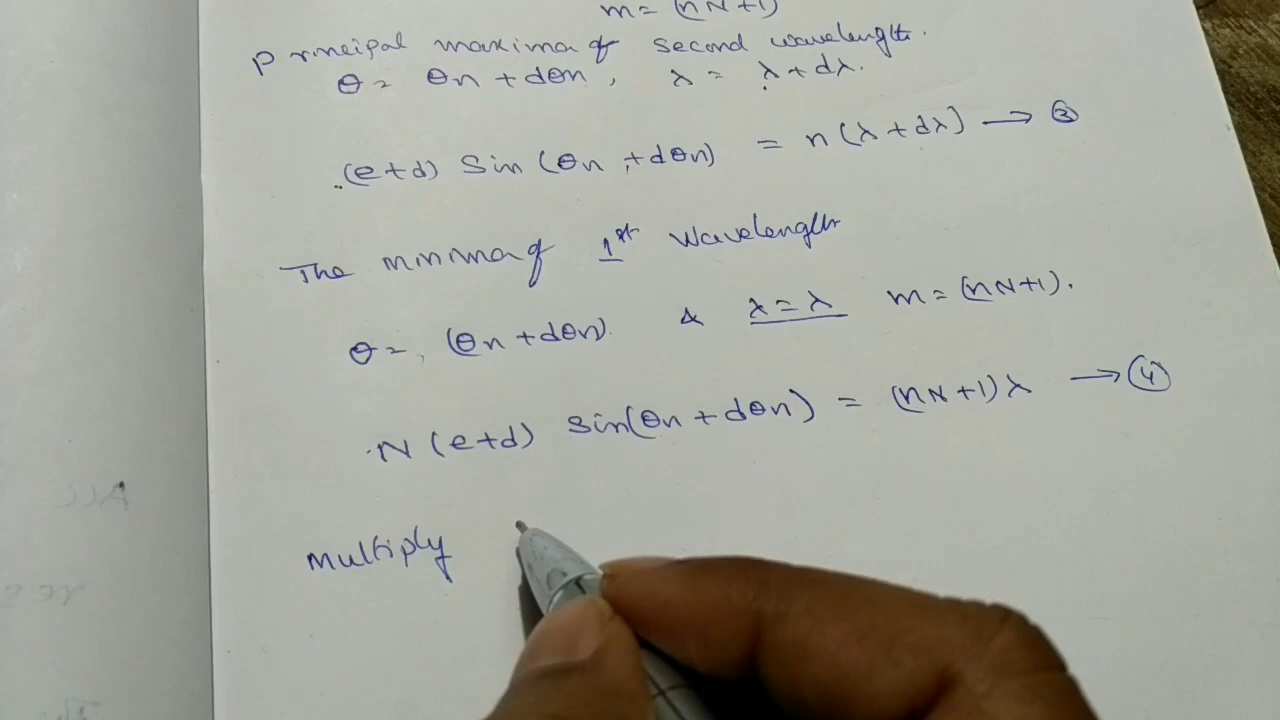 m = (nN+1)
Principal maxima of second wavelength.
θ = θn + dθn, λ = λ + dλ.
(e+d) Sin (θn + dθn) = n(λ + dλ) → ③
The minima of 1st Wavelength
θ = (θn + dθn) & λ = λ m = (nN+1).
N (e+d) sin(θn + dθn) = (nN+1)λ → ④
Multiply